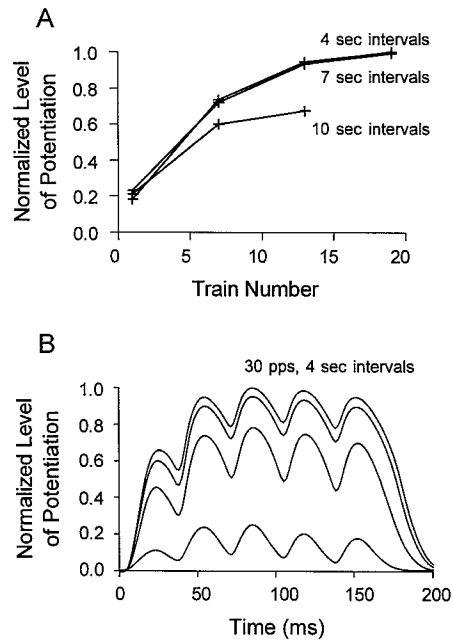 A
Normalized Level
of Potentiation
1.0
0.8
0.6
0.4
0.2
0.0
4 sec intervals
7 sec intervals
10 sec intervals
0
5
10
15
20
Train Number
B
30 pps, 4 sec intervals
Normalized Level
of Potentiation
1.0
0.8
0.6
0.4
0.2
0.0
0
50
100
150
200
Time (ms)